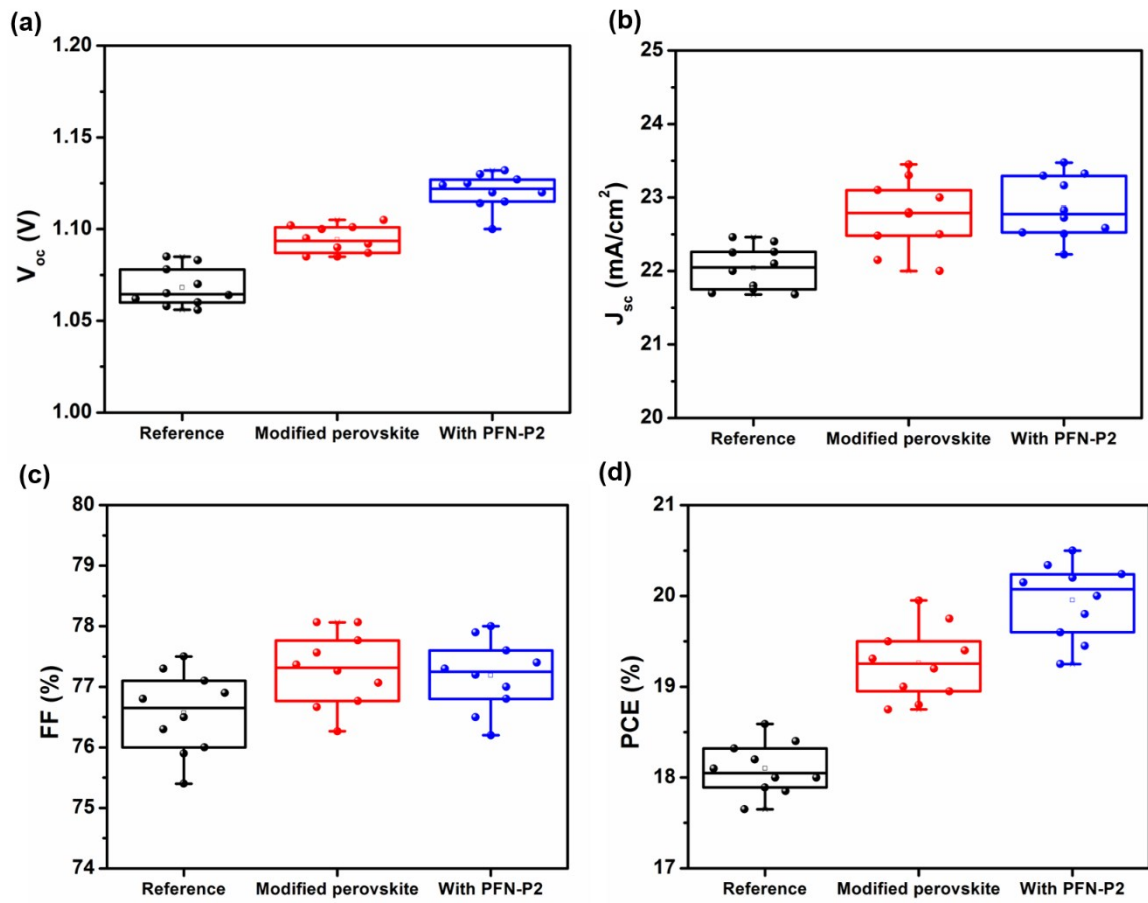 (a)
1.20
1.15
1.10
1.05
1.00
V_oc (V)
Reference
Modified perovskite
With PFN-P2
(b)
25
24
23
22
21
20
J_sc (mA/cm²)
Reference
Modified perovskite
With PFN-P2
(c)
80
79
78
77
76
75
74
FF (%)
Reference
Modified perovskite
With PFN-P2
(d)
21
20
19
18
17
PCE (%)
Reference
Modified perovskite
With PFN-P2